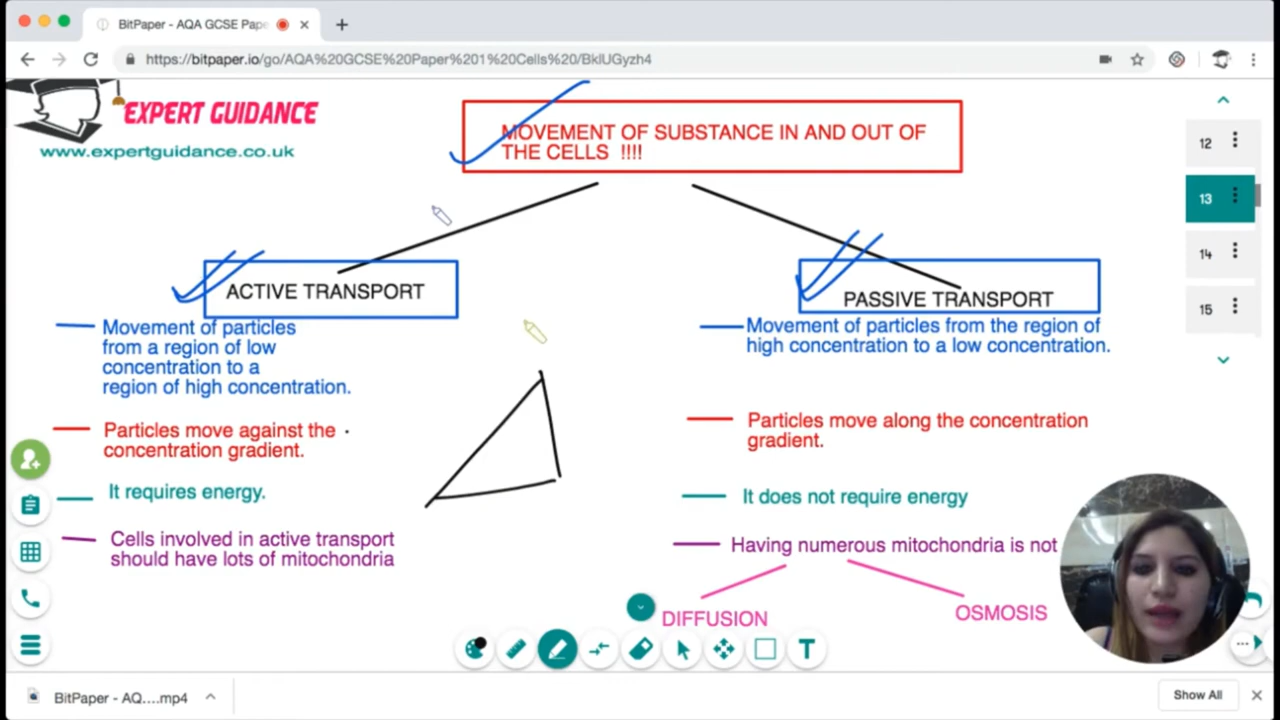 BitPaper - AQA GCSE Pape
https://bitpaper.io/go/AQA%20GCSE%20Paper%201%20Cells%20/BklUGyzh4
EXPERT GUIDANCE
www.expertguidance.co.uk
MOVEMENT OF SUBSTANCE IN AND OUT OF
THE CELLS !!!!
12
13
14
15
ACTIVE TRANSPORT
Movement of particles
from a region of low
concentration to a
region of high concentration.
Particles move against the
concentration gradient.
It requires energy.
Cells involved in active transport
should have lots of mitochondria
PASSIVE TRANSPORT
Movement of particles from the region of
high concentration to a low concentration.
Particles move along the concentration
gradient.
It does not require energy
Having numerous mitochondria is not
DIFFUSION
OSMOSIS
T
BitPaper - AQ....mp4
Show All